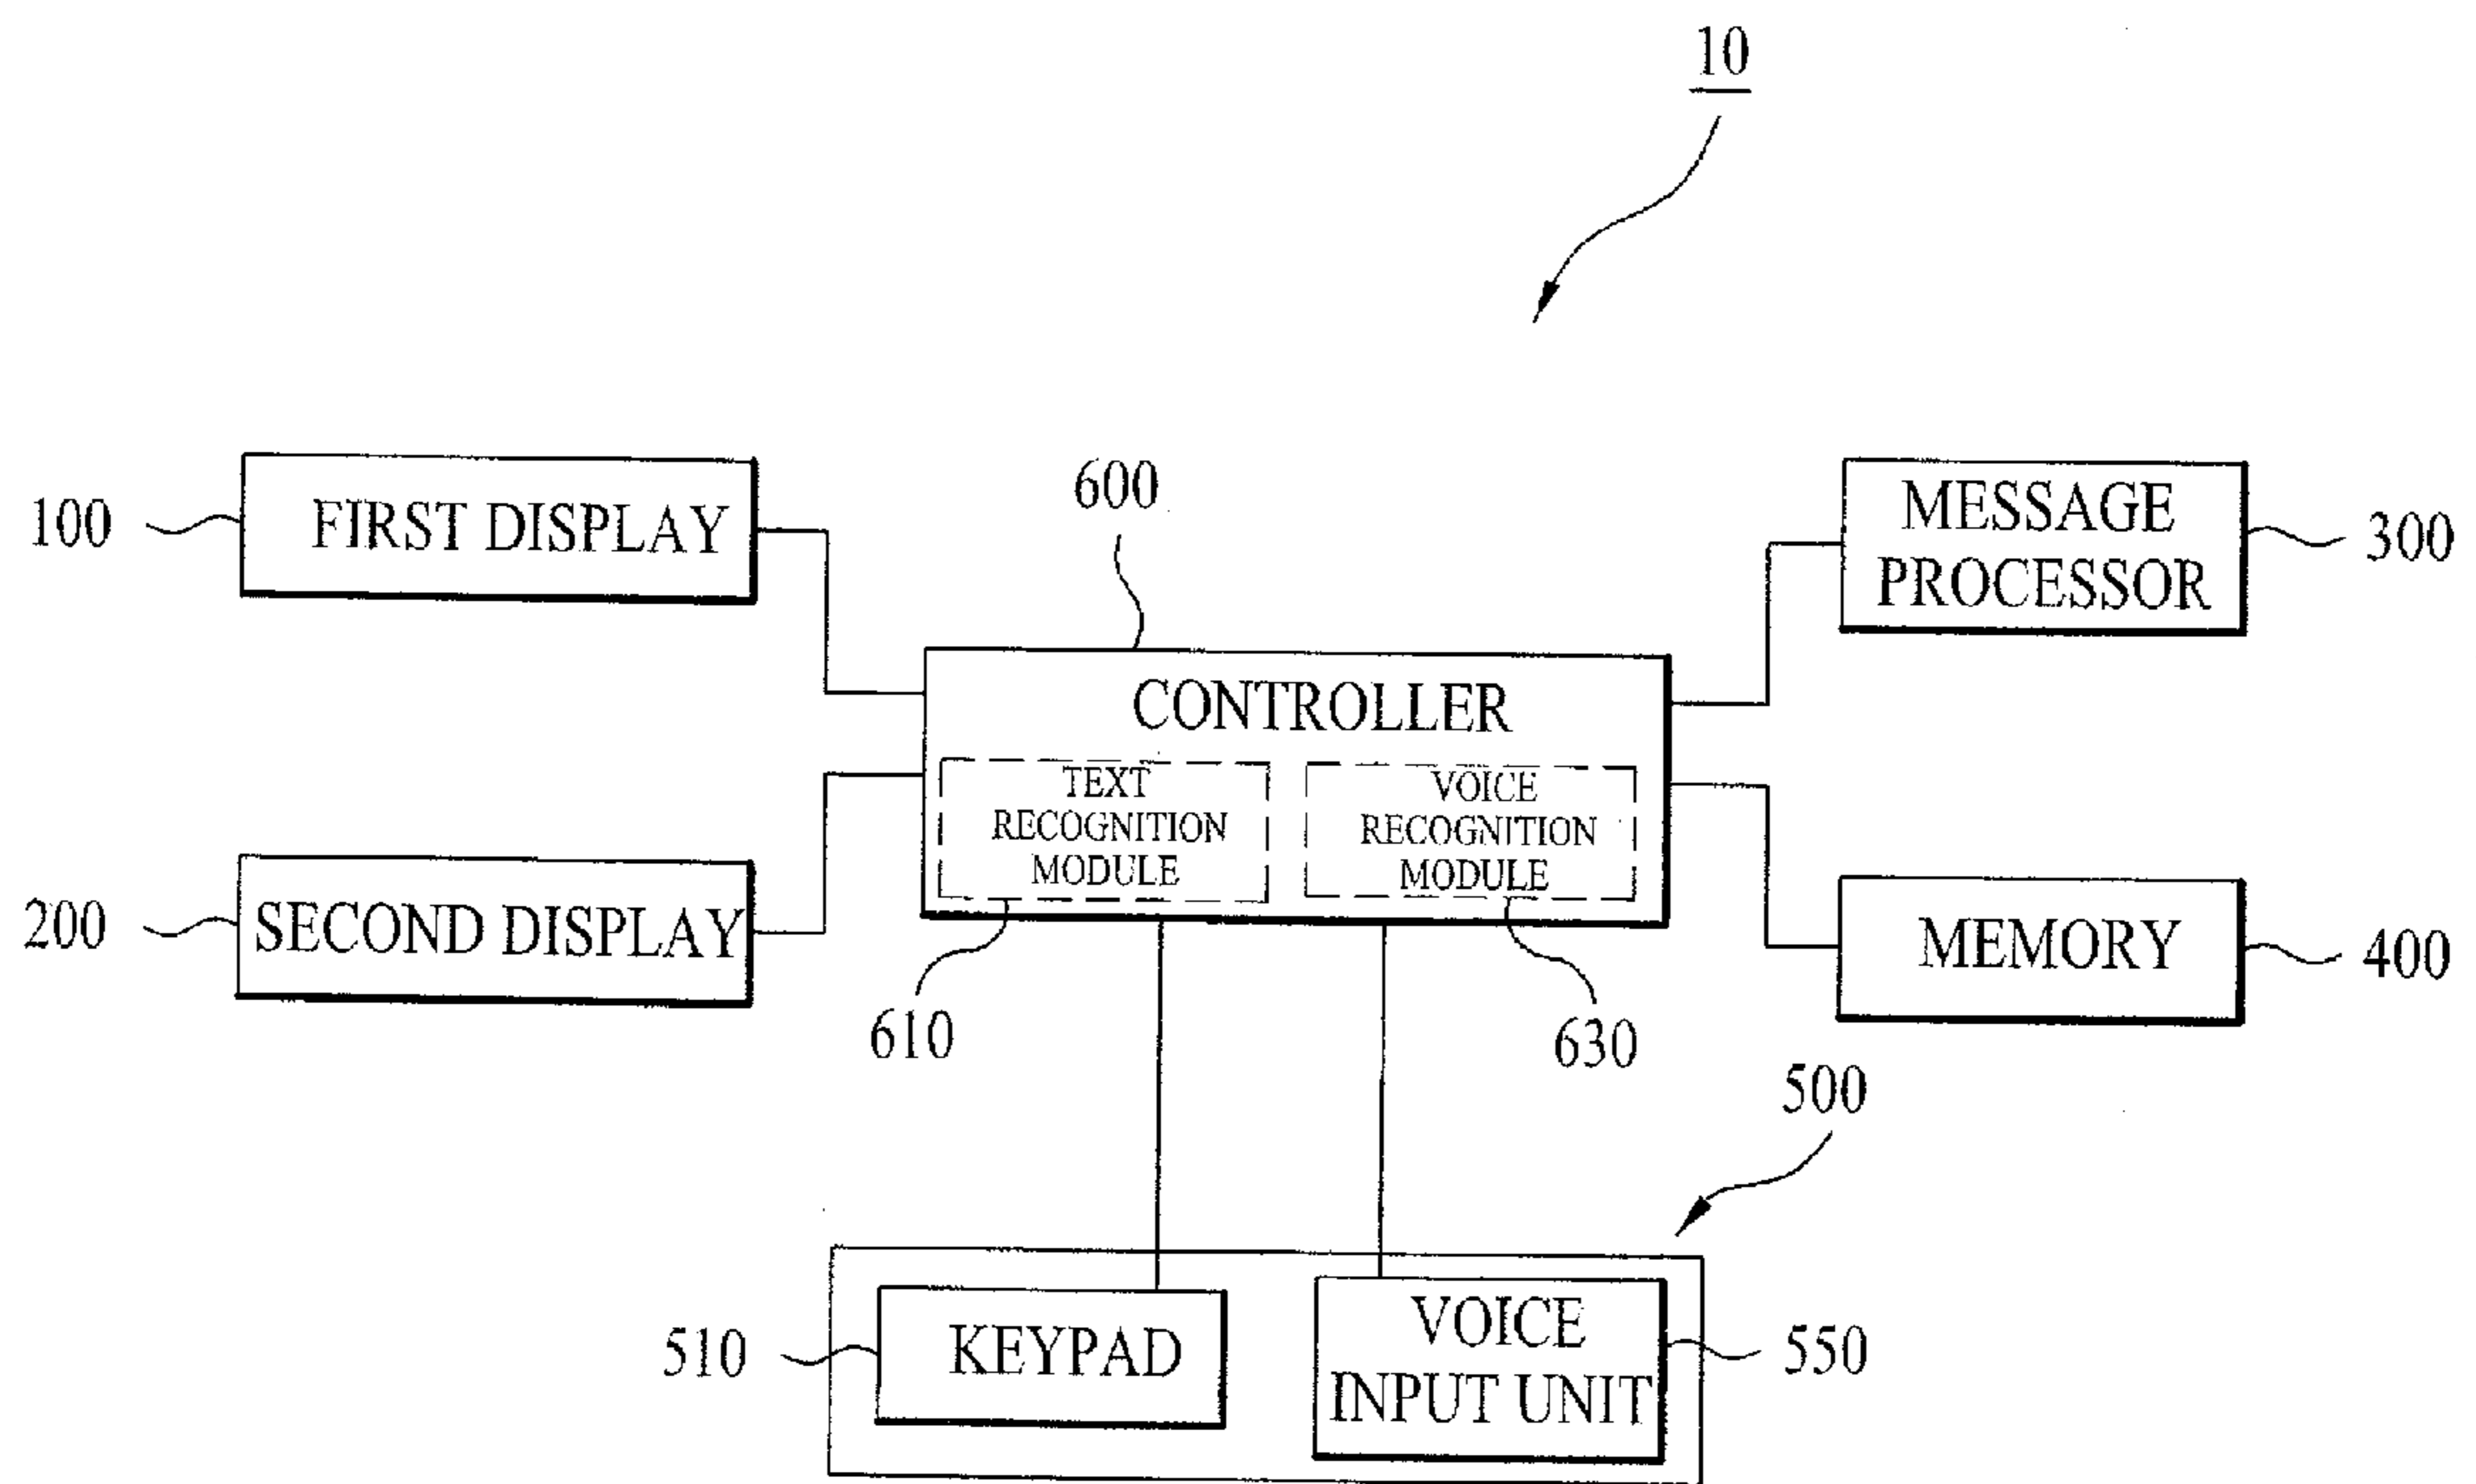 10
100
FIRST DISPLAY
600
MESSAGE
PROCESSOR
300
CONTROLLER
TEXT
RECOGNITION
MODULE
VOICE
RECOGNITION
MODULE
200
SECOND DISPLAY
MEMORY
400
610
630
500
510
KEYPAD
VOICE
INPUT UNIT
550